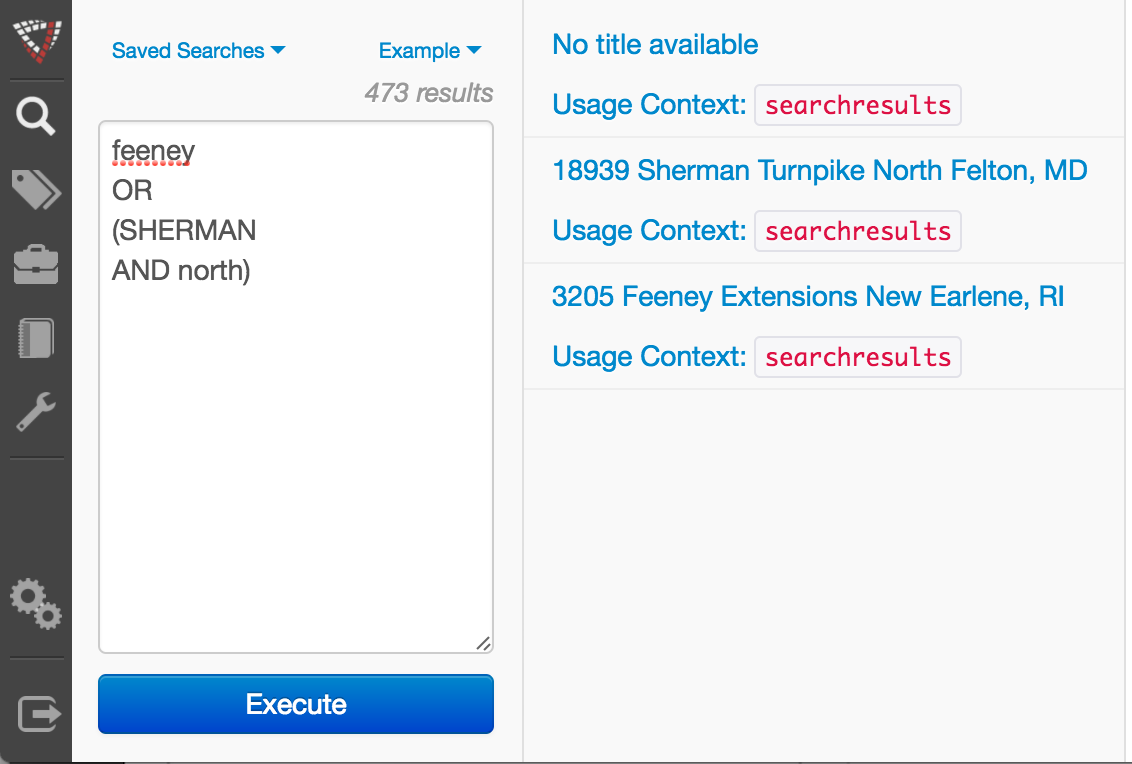 Saved Searches
Example
473 results
feeney
OR
(SHERMAN
AND north)
Execute
No title available
Usage Context: searchresults
18939 Sherman Turnpike North Felton, MD
Usage Context: searchresults
3205 Feeney Extensions New Earlene, RI
Usage Context: searchresults